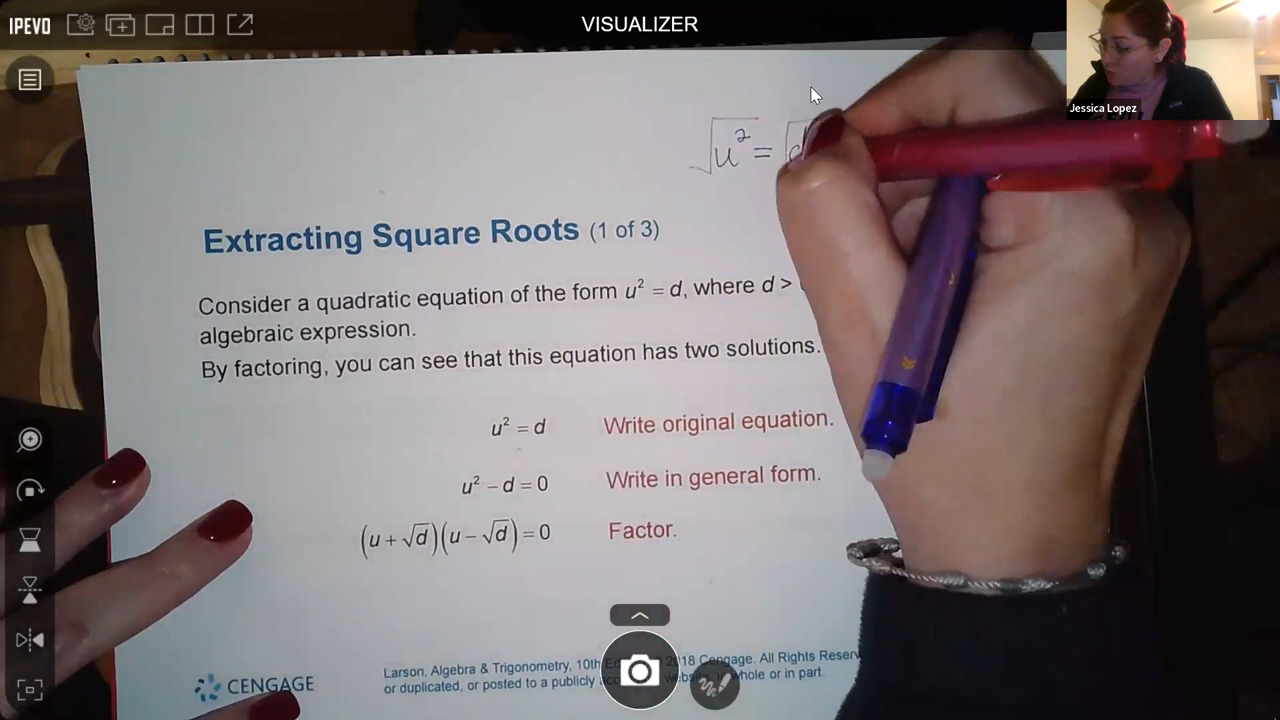 IPEVO
VISUALIZER
Jessica Lopez
√u² = √d
Extracting Square Roots (1 of 3)
Consider a quadratic equation of the form u² = d, where d >
algebraic expression.
By factoring, you can see that this equation has two solutions.
u² = d Write original equation.
u² − d = 0 Write in general form.
(u + √d)(u − √d) = 0 Factor.
CENGAGE
Larson, Algebra & Trigonometry, 10th 2018 Cengage. All Rights Reserv
or duplicated, or posted to a publicly whole or in part.